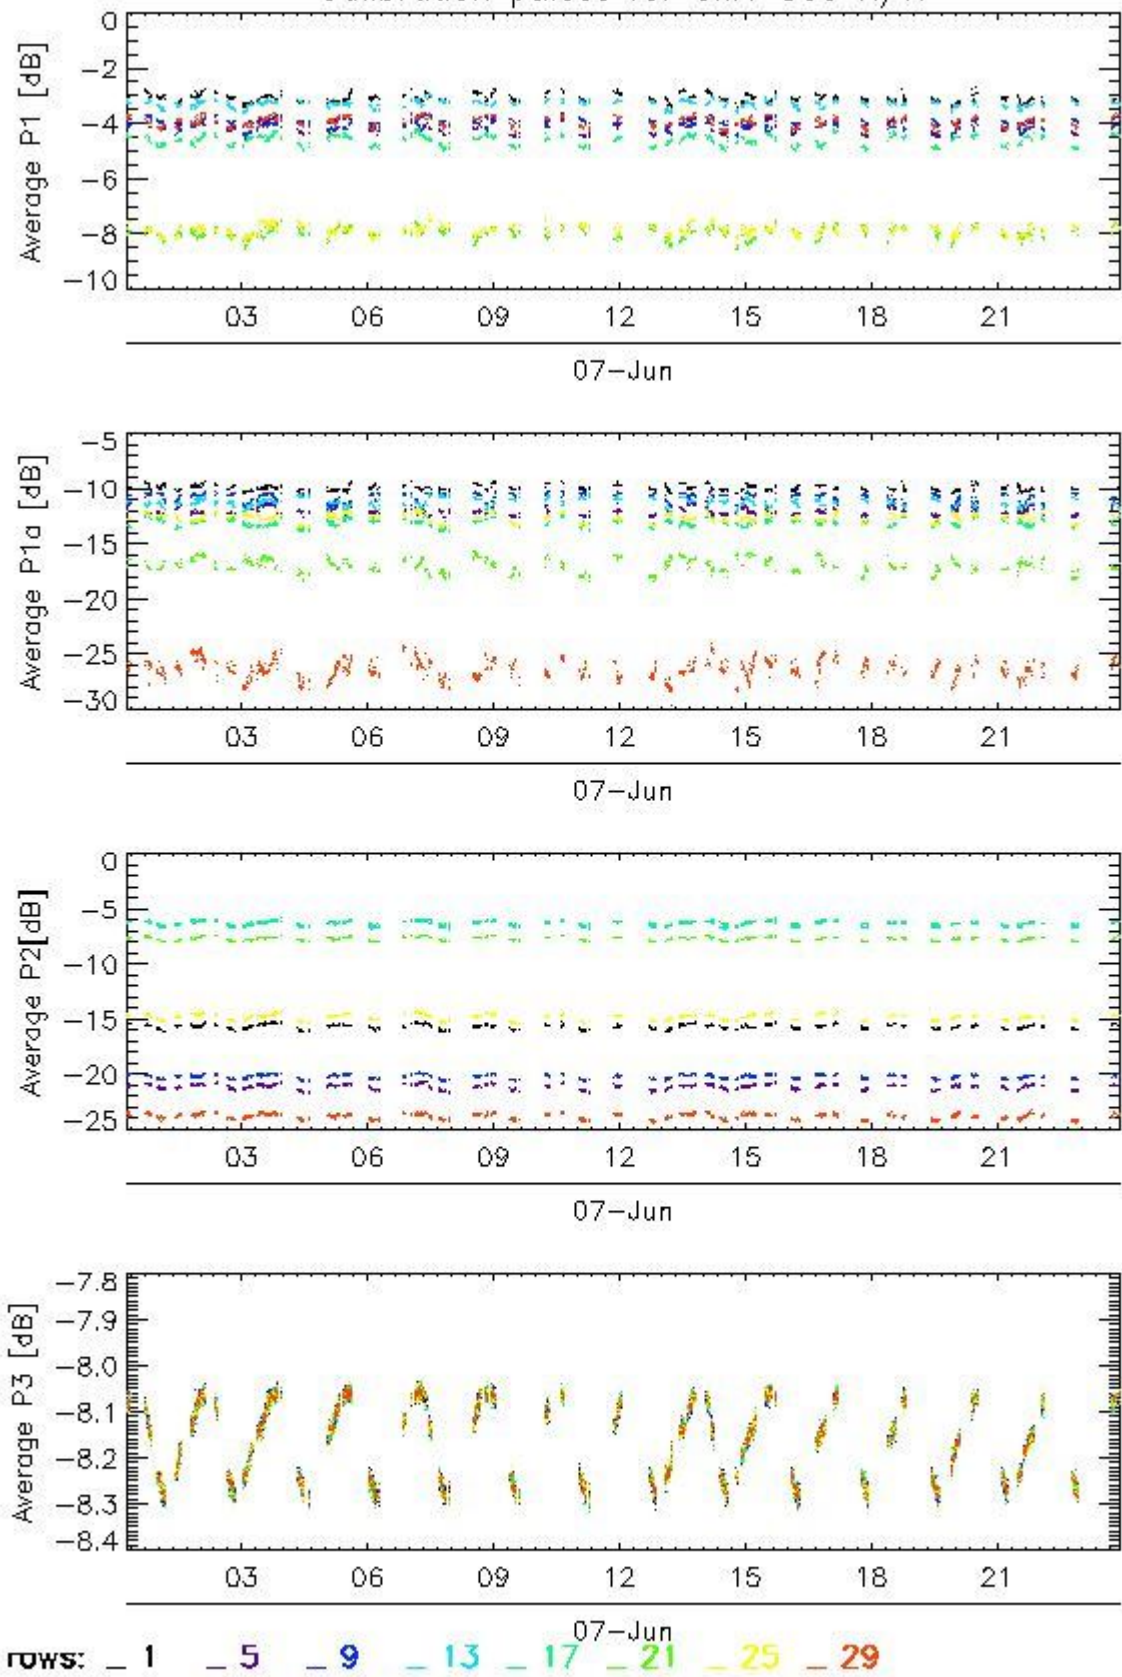 0
-2
-4
-6
-8
-10
Average P1 [dB]
03 06 09 12 15 18 21
07-Jun
-5
-10
-15
-20
-25
-30
Average P1a [dB]
03 06 09 12 15 18 21
07-Jun
0
-5
-10
-15
-20
-25
Average P2[dB]
03 06 09 12 15 18 21
07-Jun
-7.8
-7.9
-8.0
-8.1
-8.2
-8.3
-8.4
Average P3 [dB]
03 06 09 12 15 18 21
07-Jun
rows: _ 1 _ 5 _ 9 _ 13 _ 17 _ 21 _ 25 _ 29